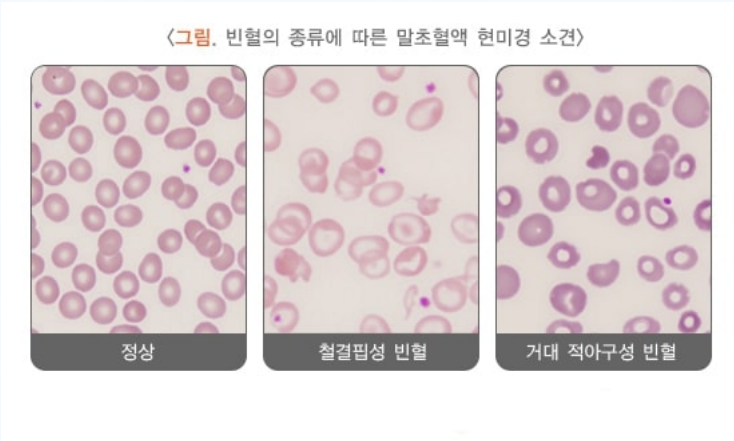 <그림. 빈혈의 종류에 따른 말초혈액 현미경 소견>
정상
철결핍성 빈혈
거대 적아구성 빈혈